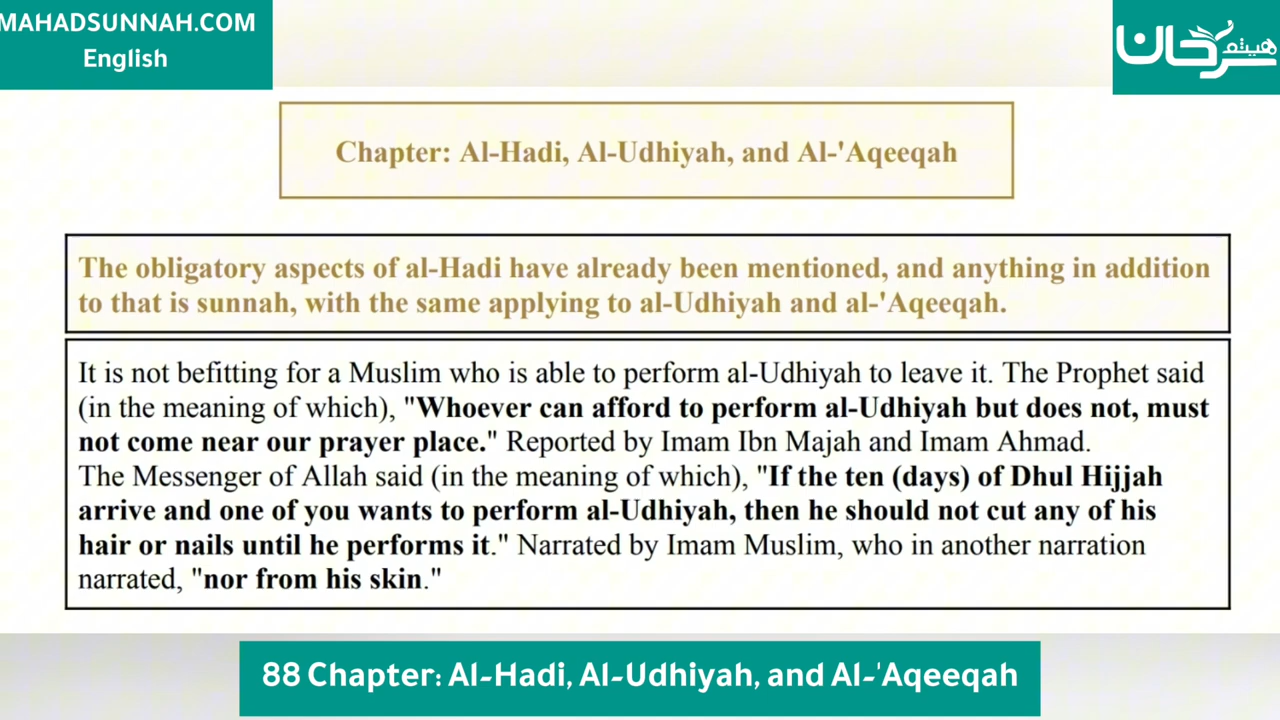 MAHADSUNNAH.COM
English
هيثم
سرحان
Chapter: Al-Hadi, Al-Udhiyah, and Al-'Aqeeqah
The obligatory aspects of al-Hadi have already been mentioned, and anything in addition
to that is sunnah, with the same applying to al-Udhiyah and al-'Aqeeqah.
It is not befitting for a Muslim who is able to perform al-Udhiyah to leave it. The Prophet said
(in the meaning of which), "Whoever can afford to perform al-Udhiyah but does not, must
not come near our prayer place." Reported by Imam Ibn Majah and Imam Ahmad.
The Messenger of Allah said (in the meaning of which), "If the ten (days) of Dhul Hijjah
arrive and one of you wants to perform al-Udhiyah, then he should not cut any of his
hair or nails until he performs it." Narrated by Imam Muslim, who in another narration
narrated, "nor from his skin."
88 Chapter: Al-Hadi, Al-Udhiyah, and Al-'Aqeeqah